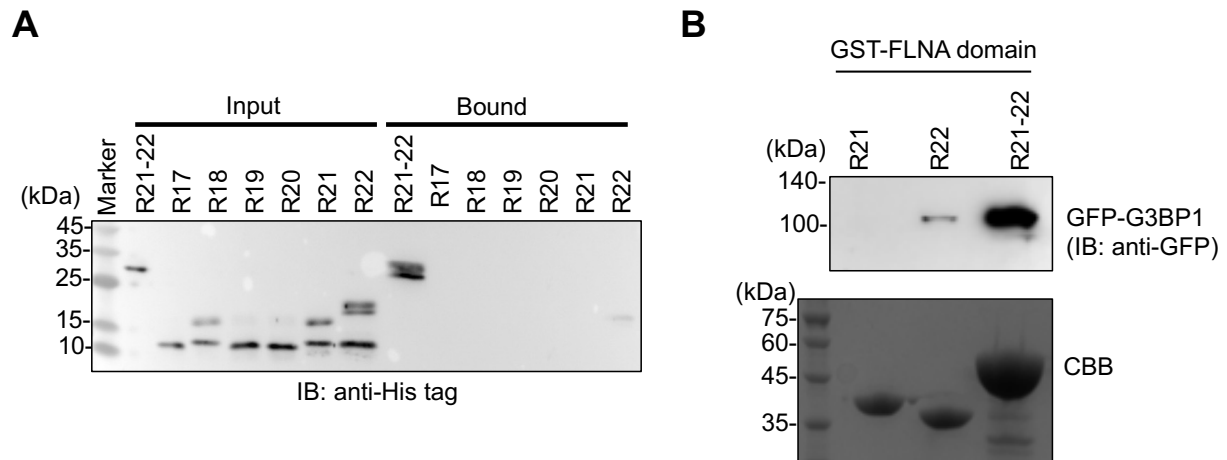 A
Input
Bound
(kDa)
Marker
R21-22
R17
R18
R19
R20
R21
R22
R21-22
R17
R18
R19
R20
R21
R22
45-
35-
25-
15-
10-
IB: anti-His tag
B
GST-FLNA domain
(kDa)
R21
R22
R21-22
140-
100-
GFP-G3BP1
(IB: anti-GFP)
(kDa)
75-
60-
45-
35-
CBB